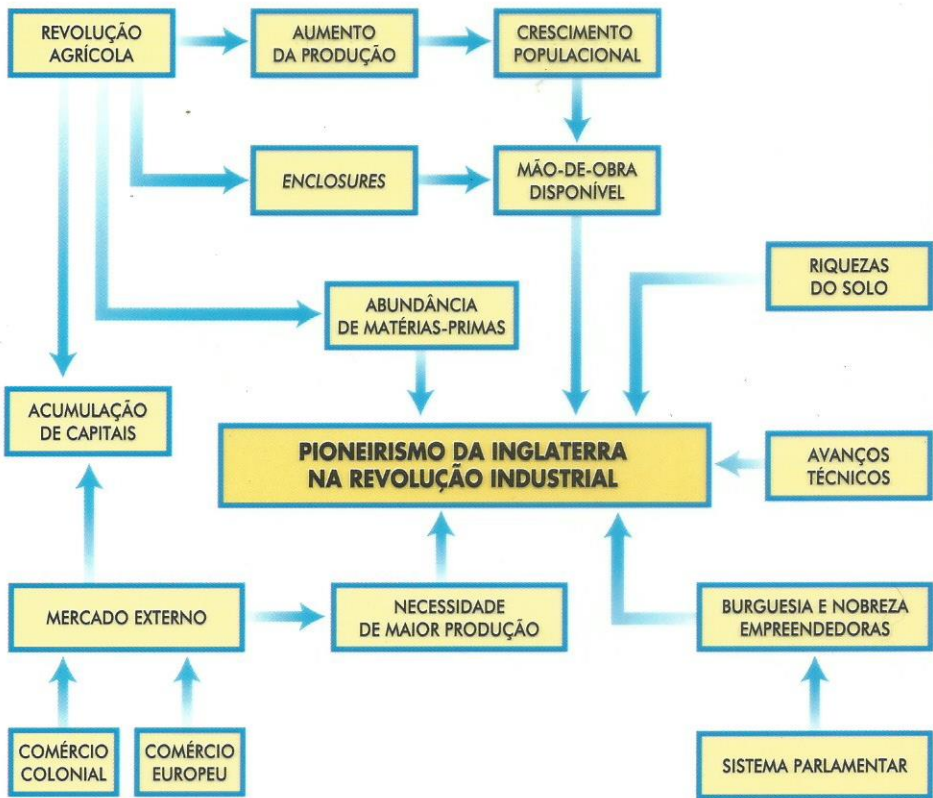 REVOLUÇÃO
AGRÍCOLA
AUMENTO
DA PRODUÇÃO
CRESCIMENTO
POPULACIONAL
ENCLOSURES
MÃO-DE-OBRA
DISPONÍVEL
RIQUEZAS
DO SOLO
ABUNDÂNCIA
DE MATÉRIAS-PRIMAS
ACUMULAÇÃO
DE CAPITAIS
PIONEIRISMO DA INGLATERRA
NA REVOLUÇÃO INDUSTRIAL
AVANÇOS
TÉCNICOS
MERCADO EXTERNO
NECESSIDADE
DE MAIOR PRODUÇÃO
BURGUESIA E NOBREZA
EMPREENDEDORAS
COMÉRCIO
COLONIAL
COMÉRCIO
EUROPEU
SISTEMA PARLAMENTAR